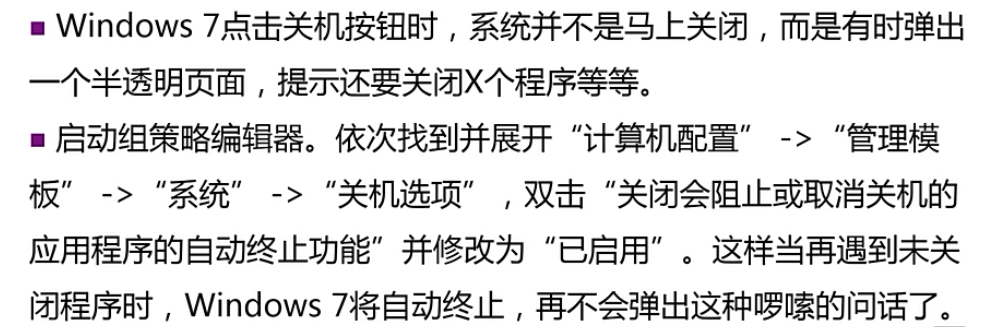 ■ Windows 7点击关机按钮时，系统并不是马上关闭，而是有时弹出
一个半透明页面，提示还要关闭X个程序等等。
■ 启动组策略编辑器。依次找到并展开“计算机配置” -> “管理模
板” -> “系统” -> “关机选项” ，双击“关闭会阻止或取消关机的
应用程序的自动终止功能”并修改为“已启用” 。这样当再遇到未关
闭程序时，Windows 7将自动终止，再不会弹出这种啰嗦的问话了。